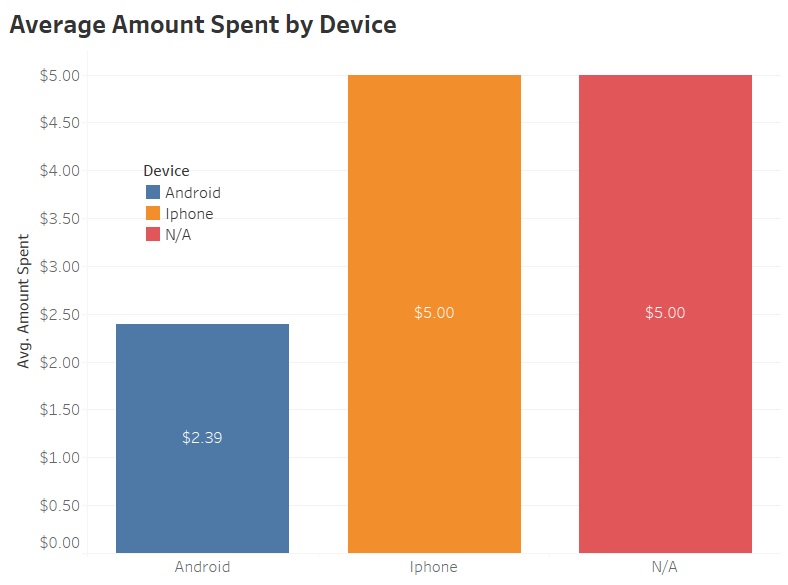 Average Amount Spent by Device
$5.00
$4.50
$4.00
$3.50
$3.00
$2.50
$2.00
$1.50
$1.00
$0.50
$0.00
Avg. Amount Spent
Device
Android
Iphone
N/A
$2.39
$5.00
$5.00
Android
Iphone
N/A